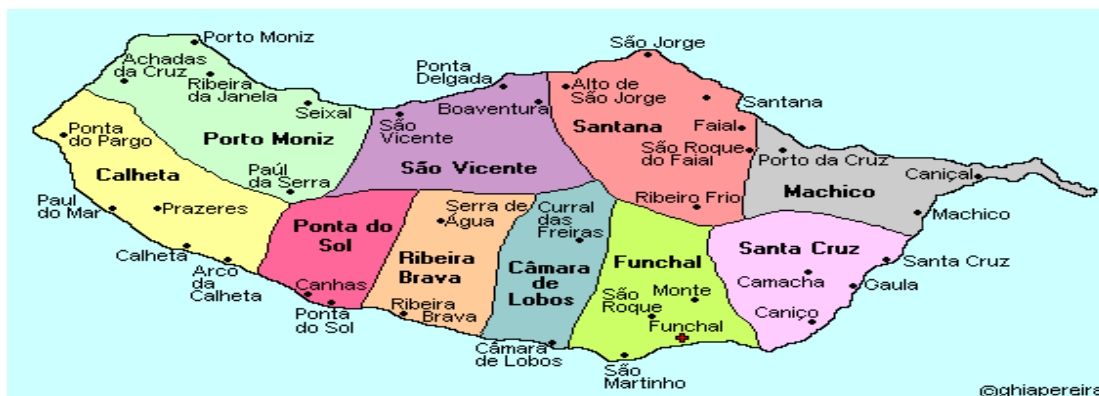 Porto Moniz
Achadas
da Cruz
Ribeira
da Janela
Seixal
Porto Moniz
Ponta
do Pargo
Calheta
Paúl
da Serra
Paul
do Mar
Prazeres
Calheta
Arco
da
Calheta
Ponta
Delgada
Boaventura
São
Vicente
São Vicente
São Jorge
Alto de
São Jorge
Santana
Santana
Faial
São Roque
do Faial
Ribeiro Frio
Porto da Cruz
Caniçal
Machico
Machico
Ponta do
Sol
Canhas
Ponta
do Sol
Serra de
Água
Ribeira
Brava
Ribeira
Brava
Curral
das
Freiras
Câmara
de
Lobos
Câmara
de Lobos
Funchal
Monte
São
Roque
Funchal
São
Martinho
Santa Cruz
Santa Cruz
Camacha
Gaula
Caniço
©ghiapereira